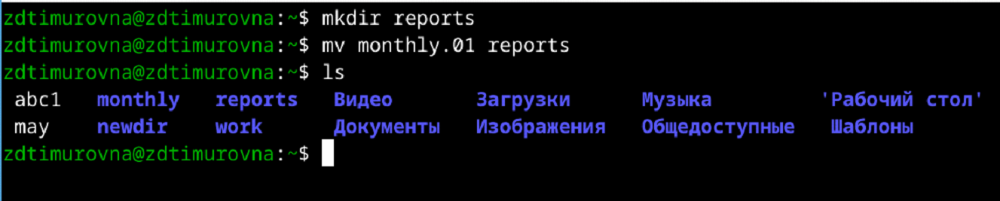 zdtimurovna@zdtimurovna:~$ mkdir reports
zdtimurovna@zdtimurovna:~$ mv monthly.01 reports
zdtimurovna@zdtimurovna:~$ ls
abc1 monthly reports Видео Загрузки Музыка 'Рабочий стол'
may newdir work Документы Изображения Общедоступные Шаблоны
zdtimurovna@zdtimurovna:~$